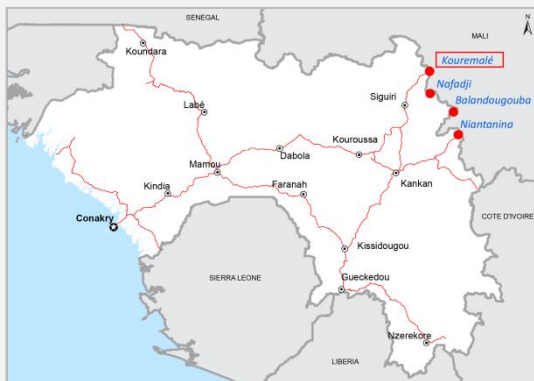 SENEGAL
MALI
N
Koundara
Kouremalé
Nafadji
Siguiri
Balandougouba
Labé
Niantanina
Kouroussa
Dabola
Mamou
Kankan
Kindia
Faranah
Conakry
COTE D'IVOIRE
Kissidougou
SIERRA LEONE
Gueckedou
Nzerekore
LIBERIA